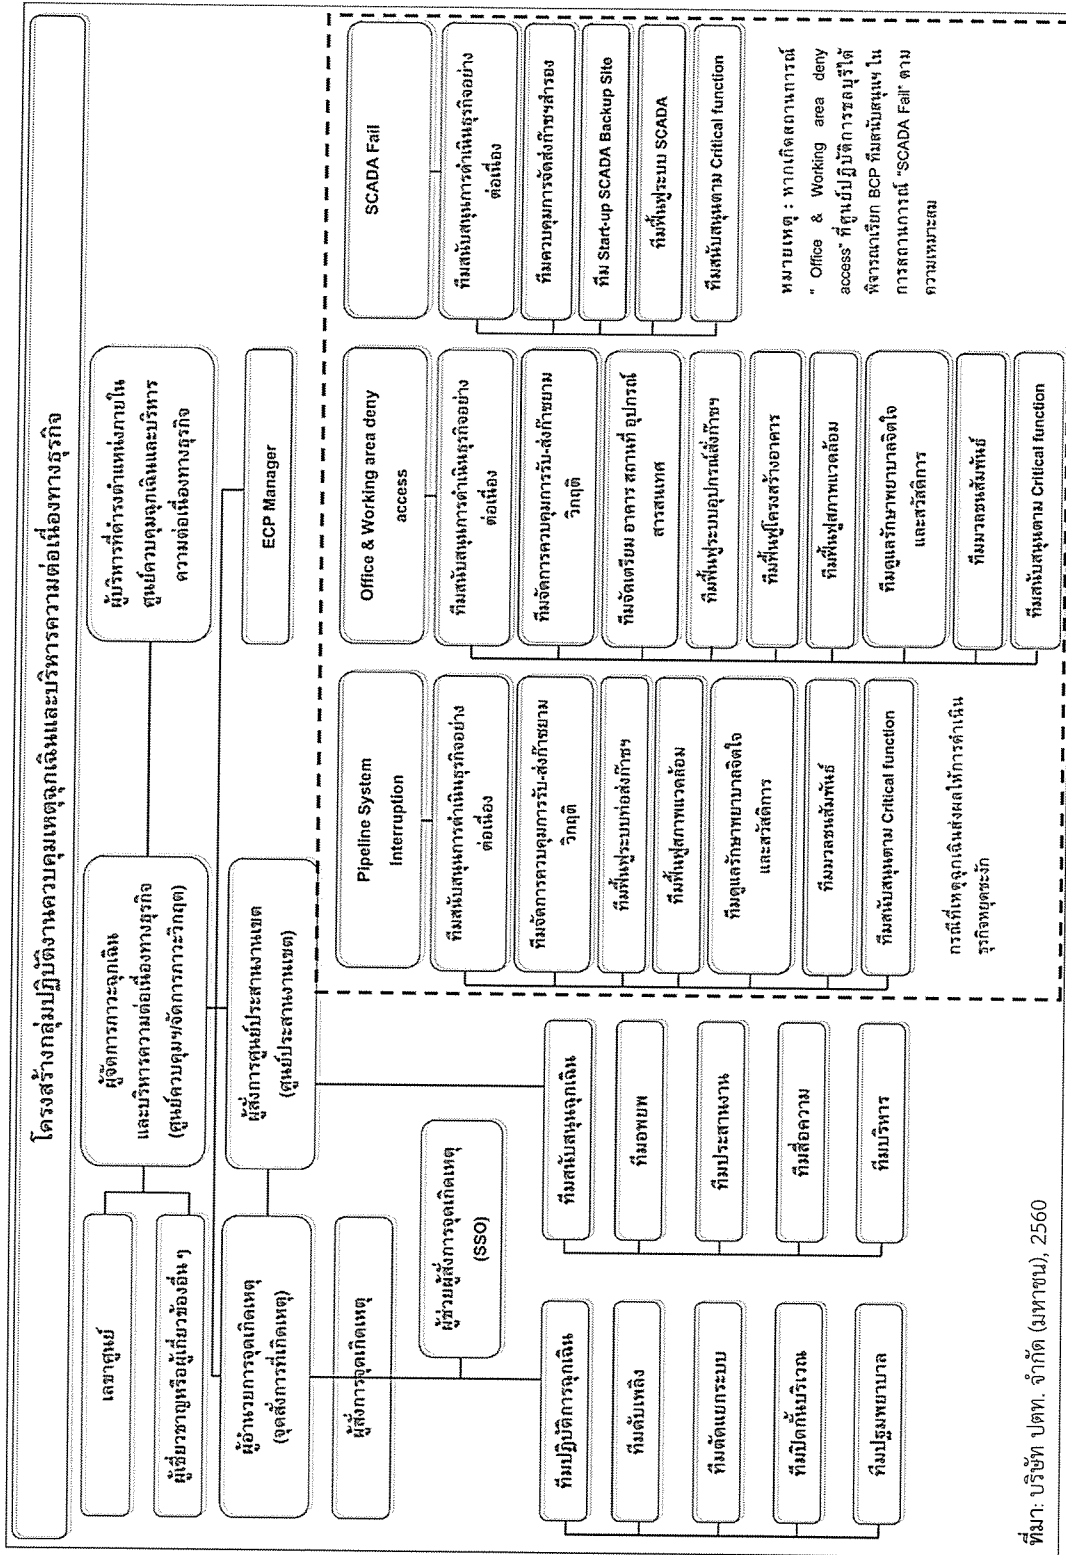 โครงสร้างกลุ่มปฏิบัติงานควบคุมเหตุฉุกเฉินและบริหารความต่อเนื่องทางธุรกิจ
เลขาศูนย์
ผู้เชี่ยวชาญหรือผู้เกี่ยวข้องอื่น ๆ
ผู้จัดการภาวะฉุกเฉิน
และบริหารความต่อเนื่องทางธุรกิจ
(ศูนย์ควบคุมฯ/จัดการภาวะวิกฤต)
ผู้บริหารที่ดำรงตำแหน่งภายใน
ศูนย์ควบคุมฉุกเฉินและบริหาร
ความต่อเนื่องทางธุรกิจ
ผู้อำนวยการจุดเกิดเหตุ
(จุดสั่งการที่เกิดเหตุ)
ผู้สั่งการศูนย์ประสานงานเขต
(ศูนย์ประสานงานเขต)
ECP Manager
ผู้สั่งการจุดเกิดเหตุ
ผู้ช่วยผู้สั่งการจุดเกิดเหตุ
(SSO)
ทีมปฏิบัติการฉุกเฉิน
ทีมดับเพลิง
ทีมตัดแยกระบบ
ทีมปิดกั้นบริเวณ
ทีมปฐมพยาบาล
ทีมสนับสนุนฉุกเฉิน
ทีมอพยพ
ทีมประสานงาน
ทีมสื่อความ
ทีมบริหาร
Pipeline System
Interruption
ทีมสนับสนุนการดำเนินธุรกิจอย่าง
ต่อเนื่อง
ทีมจัดการควบคุมการรับ-ส่งก๊าซยาม
วิกฤติ
ทีมฟื้นฟูระบบท่อส่งก๊าซฯ
ทีมฟื้นฟูสภาพแวดล้อม
ทีมดูแลรักษาพยาบาลจิตใจ
และสวัสดิการ
ทีมมวลชนสัมพันธ์
ทีมสนับสนุนตาม Critical function
กรณีที่เหตุฉุกเฉินส่งผลให้การดำเนิน
ธุรกิจหยุดชะงัก
Office & Working area deny
access
ทีมสนับสนุนการดำเนินธุรกิจอย่าง
ต่อเนื่อง
ทีมจัดการควบคุมการรับ-ส่งก๊าซยาม
วิกฤติ
ทีมจัดเตรียม อาคาร สถานที่ อุปกรณ์
สารสนเทศ
ทีมฟื้นฟูระบบอุปกรณ์ส่งก๊าซฯ
ทีมฟื้นฟูโครงสร้างอาคาร
ทีมฟื้นฟูสภาพแวดล้อม
ทีมดูแลรักษาพยาบาลจิตใจ
และสวัสดิการ
ทีมมวลชนสัมพันธ์
ทีมสนับสนุนตาม Critical function
SCADA Fail
ทีมสนับสนุนการดำเนินธุรกิจอย่าง
ต่อเนื่อง
ทีมควบคุมการจัดส่งก๊าซฯสำรอง
ทีม Start-up SCADA Backup Site
ทีมฟื้นฟูระบบ SCADA
ทีมสนับสนุนตาม Critical function
หมายเหตุ : หากเกิดสถานการณ์
" Office & Working area deny
access" ที่ศูนย์ปฏิบัติการชลบุรีได้
พิจารณาเรียก BCP ทีมสนับสนุนฯ ใน
การสถานการณ์ "SCADA Fail" ตาม
ความเหมาะสม
ที่มา: บริษัท ปตท. จำกัด (มหาชน), 2560